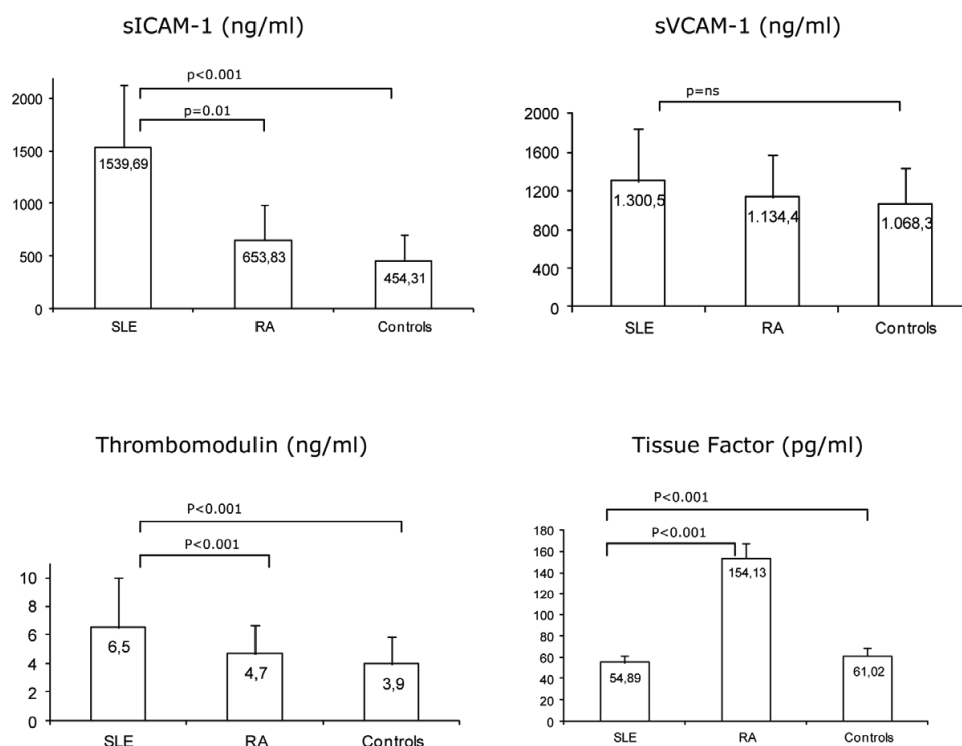 sICAM-1 (ng/ml)
p<0.001
p=0.01
2000
1500
1000
500
0
1539,69
653,83
454,31
SLE RA Controls
sVCAM-1 (ng/ml)
p=ns
2000
1600
1200
800
400
0
1.300,5
1.134,4
1.068,3
SLE RA Controls
Thrombomodulin (ng/ml)
P<0.001
P<0.001
10
8
6
4
2
0
6,5
4,7
3,9
SLE RA Controls
Tissue Factor (pg/ml)
P<0.001
P<0.001
180
160
140
120
100
80
60
40
20
0
54,89
154,13
61,02
SLE RA Controls